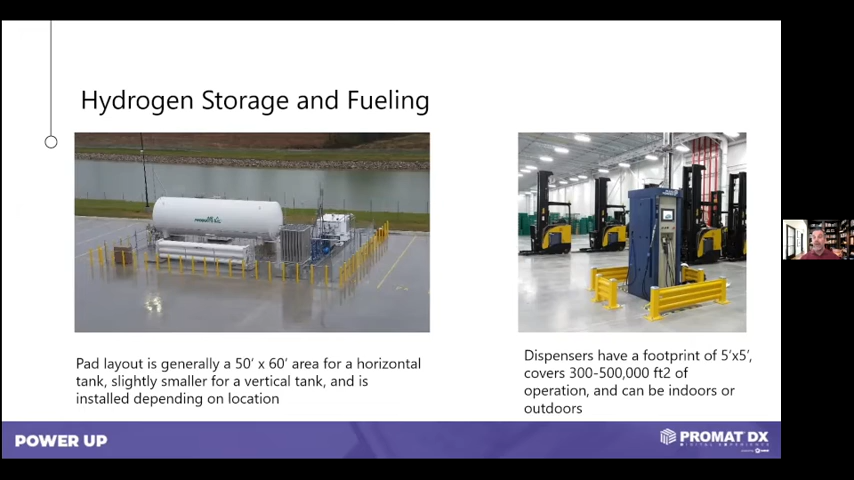 Hydrogen Storage and Fueling
Pad layout is generally a 50' x 60' area for a horizontal
tank, slightly smaller for a vertical tank, and is
installed depending on location
Dispensers have a footprint of 5'x5',
covers 300-500,000 ft2 of
operation, and can be indoors or
outdoors
POWER UP
PROMAT DX
DIGITAL EXPERIENCE